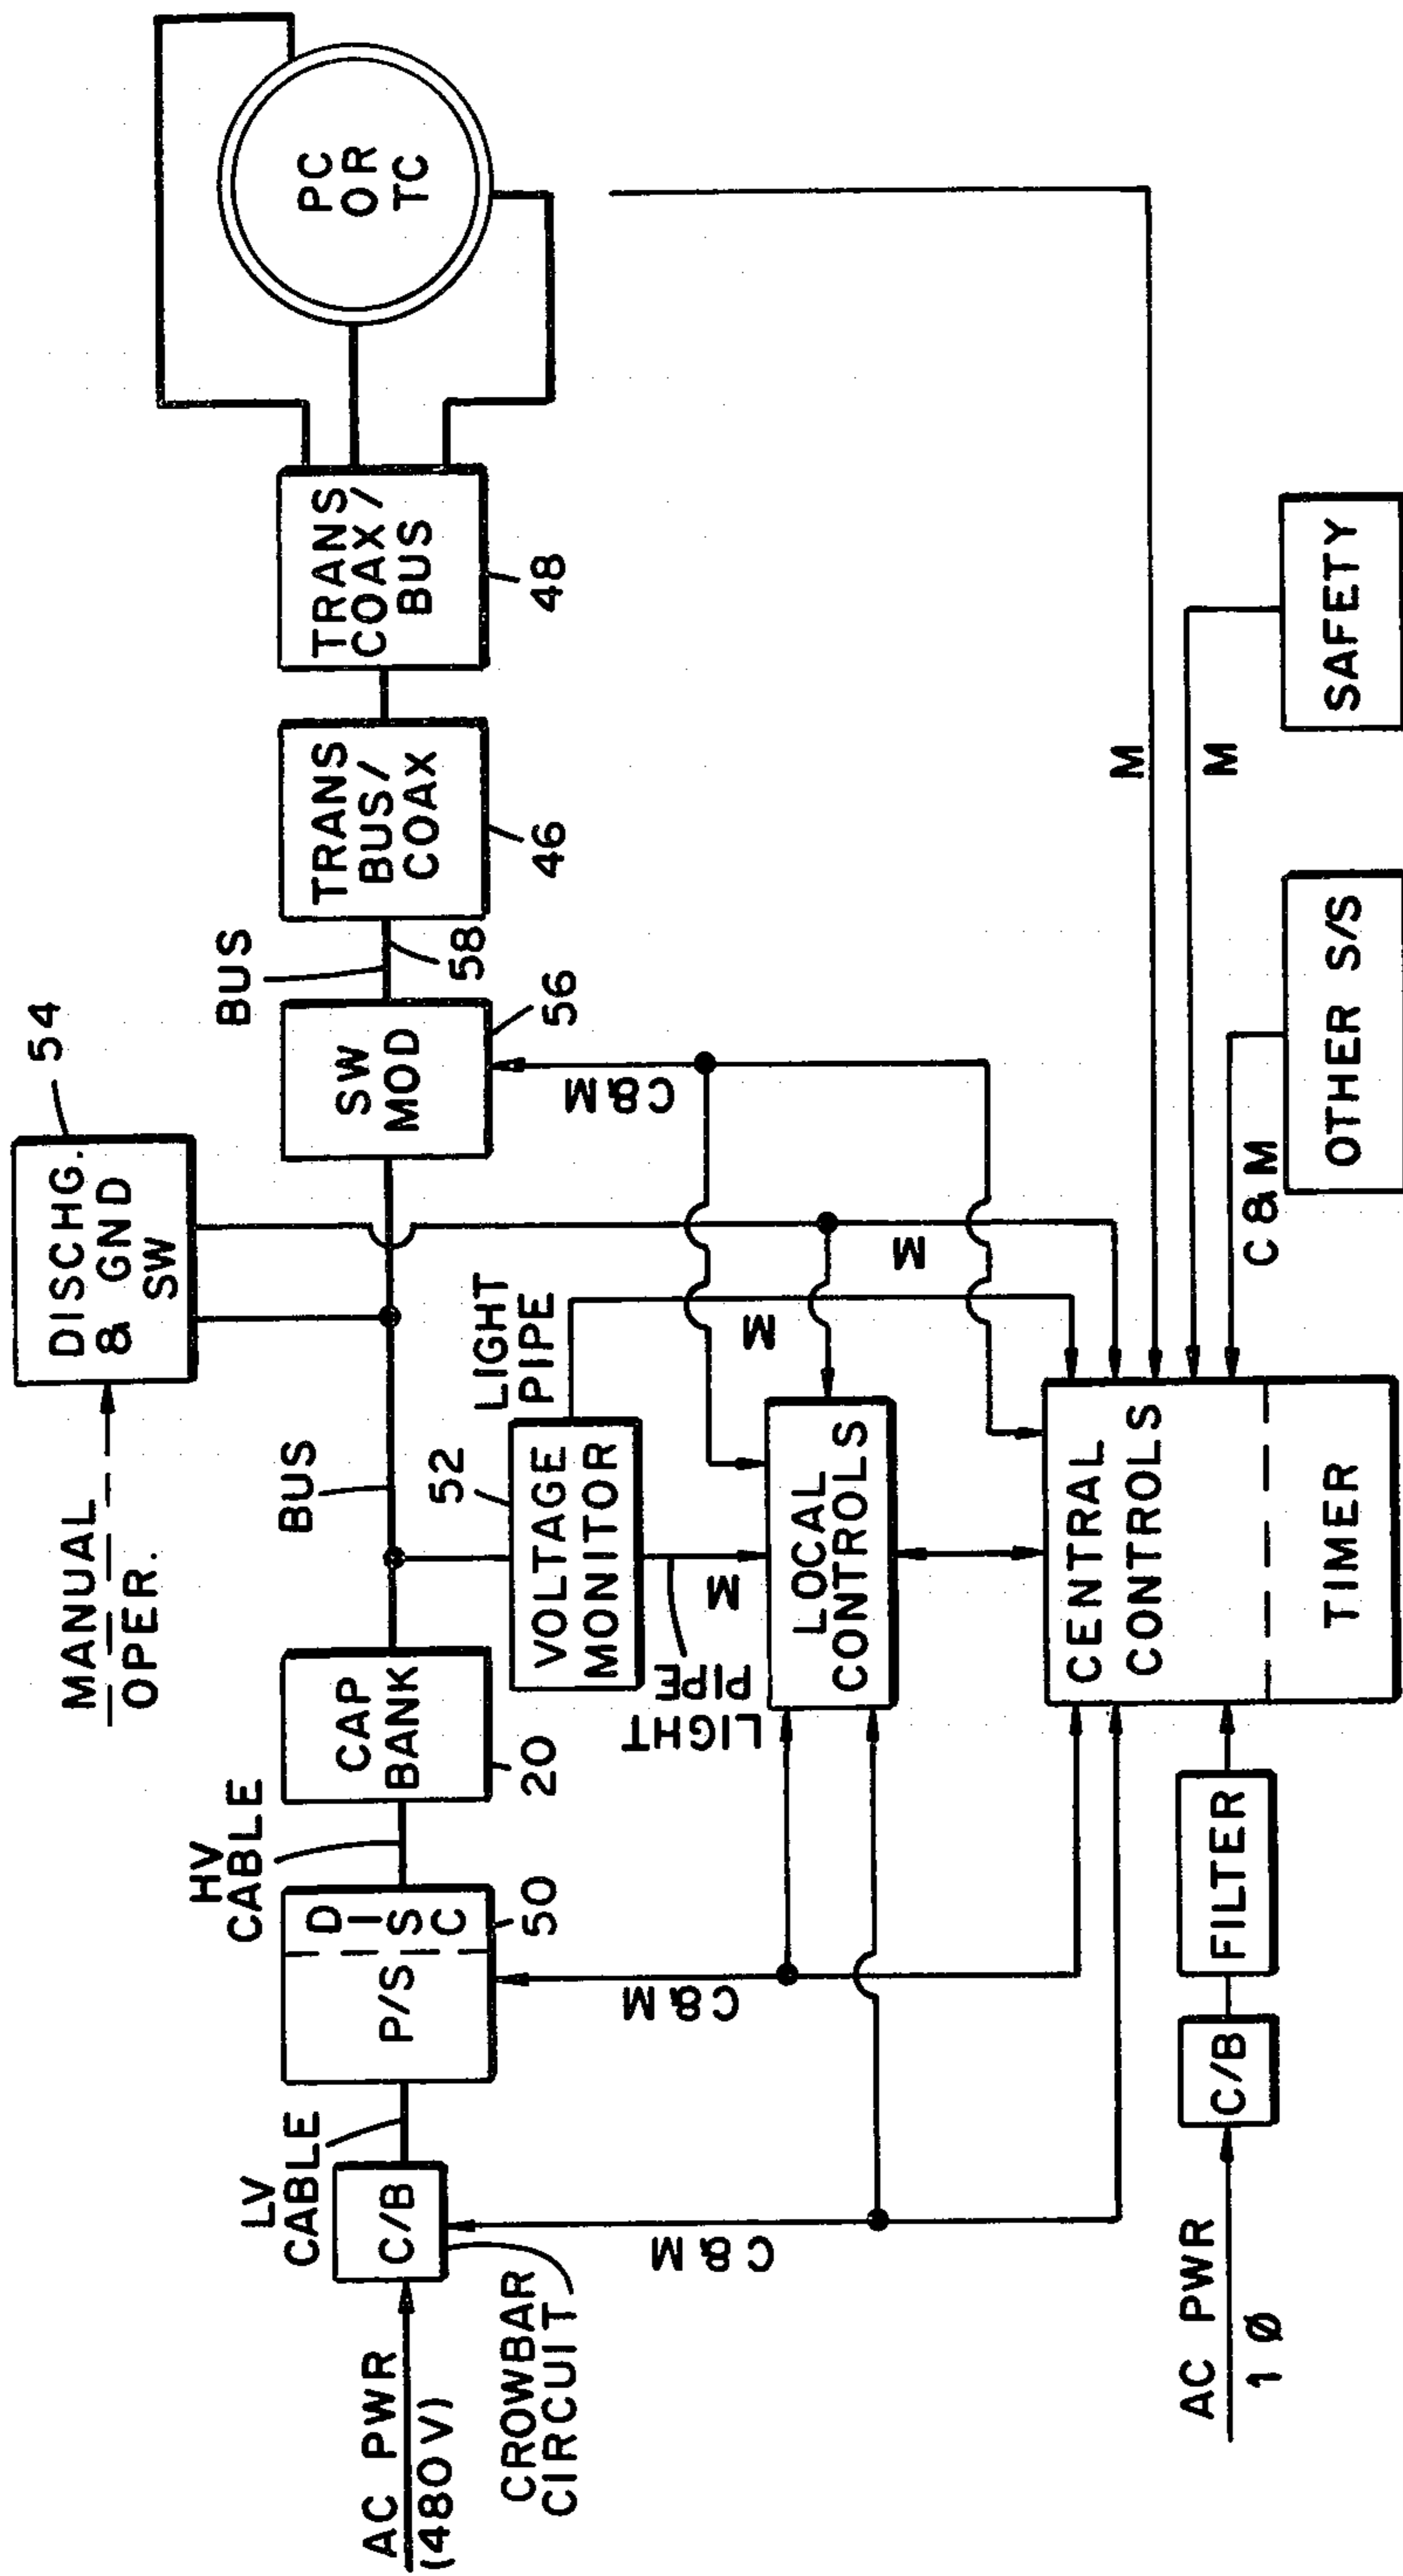 MANUAL
OPER.
DISCHG.
& GND
SW
54
AC PWR
(480V)
C/B
CROWBAR
CIRCUIT
LV
CABLE
P/S
DISC
50
HV
CABLE
CAP
BANK
20
BUS
SW
MOD
56
BUS
58
TRANS
BUS/
COAX
46
TRANS
COAX/
BUS
48
PC
OR
TC
52
VOLTAGE
MONITOR
LIGHT
PIPE
LIGHT
PIPE
M
M
M
C&M
C&M
C&M
LOCAL
CONTROLS
CENTRAL
CONTROLS
TIMER
AC PWR
1 Ø
C/B
FILTER
C&M
OTHER S/S
M
M
SAFETY